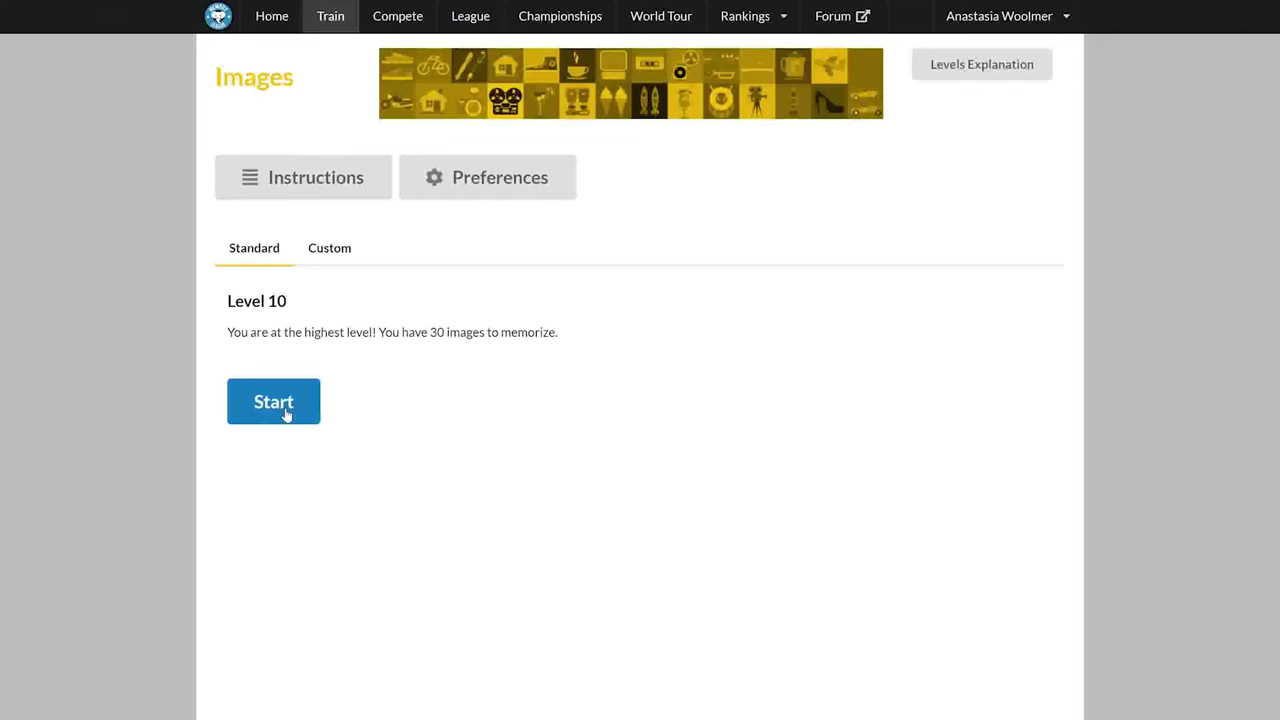 Home Train Compete League Championships World Tour Rankings Forum Anastasia Woolmer
Images
Levels Explanation
Instructions Preferences
Standard Custom
Level 10
You are at the highest level! You have 30 images to memorize.
Start